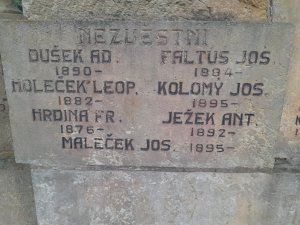 NEZVĚSTNÍ
DUŠEK AD. FALTUS JOS.
1890- 1894-
HOLEČEK LEOP. KOLOMÝ JOS.
1882- 1895-
HRDINA FR. JEŽEK ANT.
1876- 1892-
MALEČEK JOS. 1895-